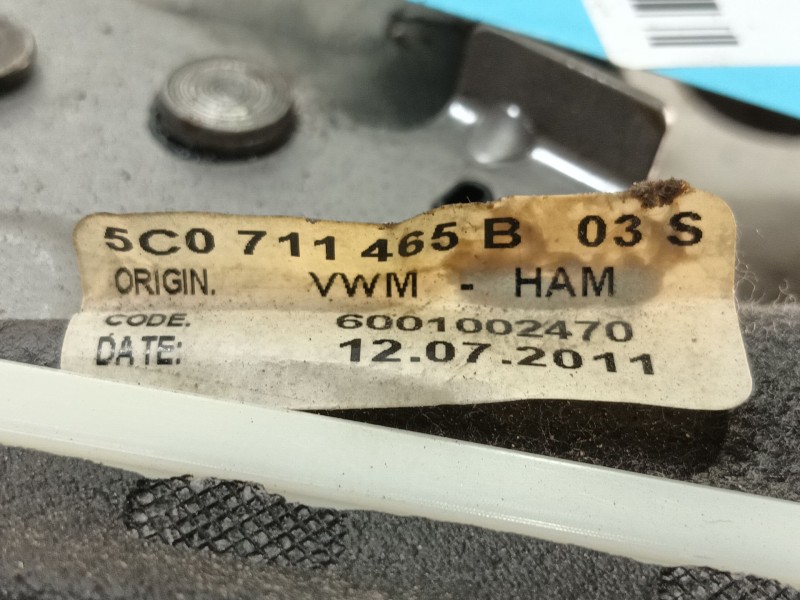 5C0 711 465 B 03 S
ORIGIN. VWM - HAM
CODE. 6001002470
DATE: 12.07.2011